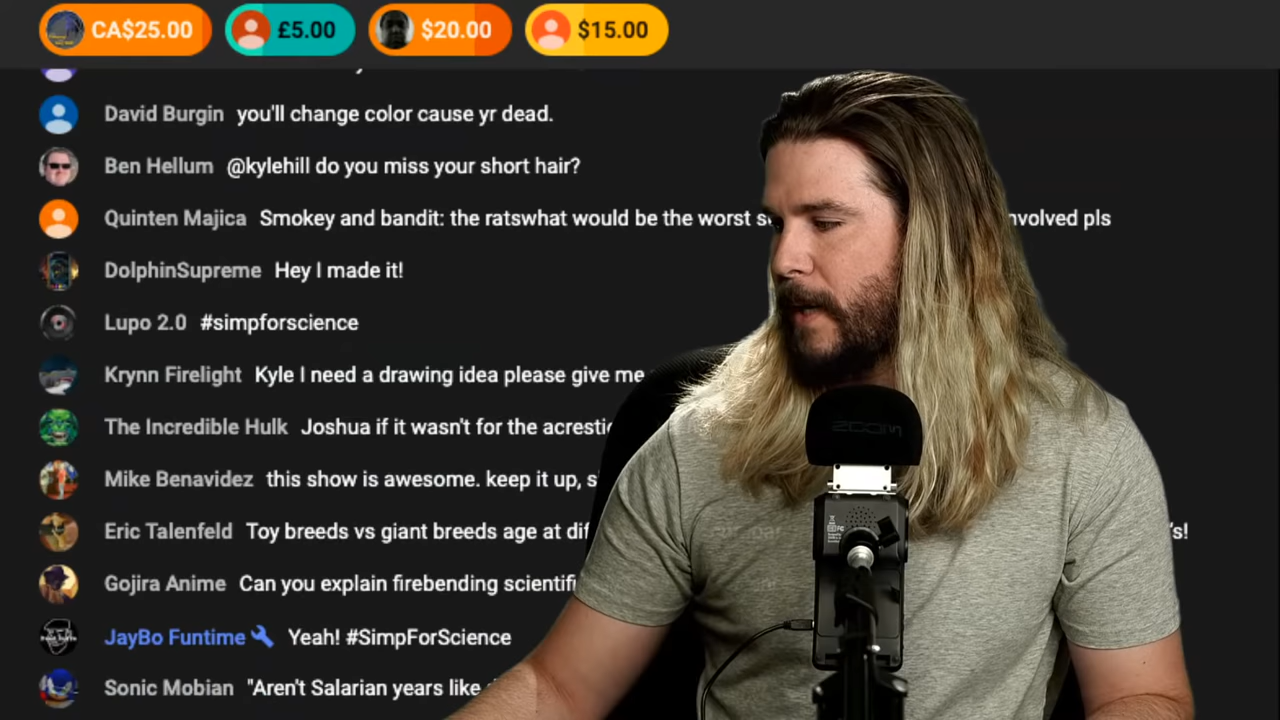 CA$25.00 £5.00 $20.00 $15.00
David Burgin you'll change color cause yr dead.
Ben Hellum @kylehill do you miss your short hair?
Quinten Majica Smokey and bandit: the ratswhat would be the worst pls
DolphinSupreme Hey I made it!
Lupo 2.0 #simpforscience
Krynn Firelight Kyle I need a drawing idea please give me
The Incredible Hulk Joshua if it wasn't for the
Mike Benavidez this show is awesome. keep it up,
Eric Talenfeld Toy breeds vs giant breeds age at
Gojira Anime Can you explain firebending
JayBo Funtime Yeah! #SimpForScience
Sonic Mobian "Aren't Salarian years like
zoom